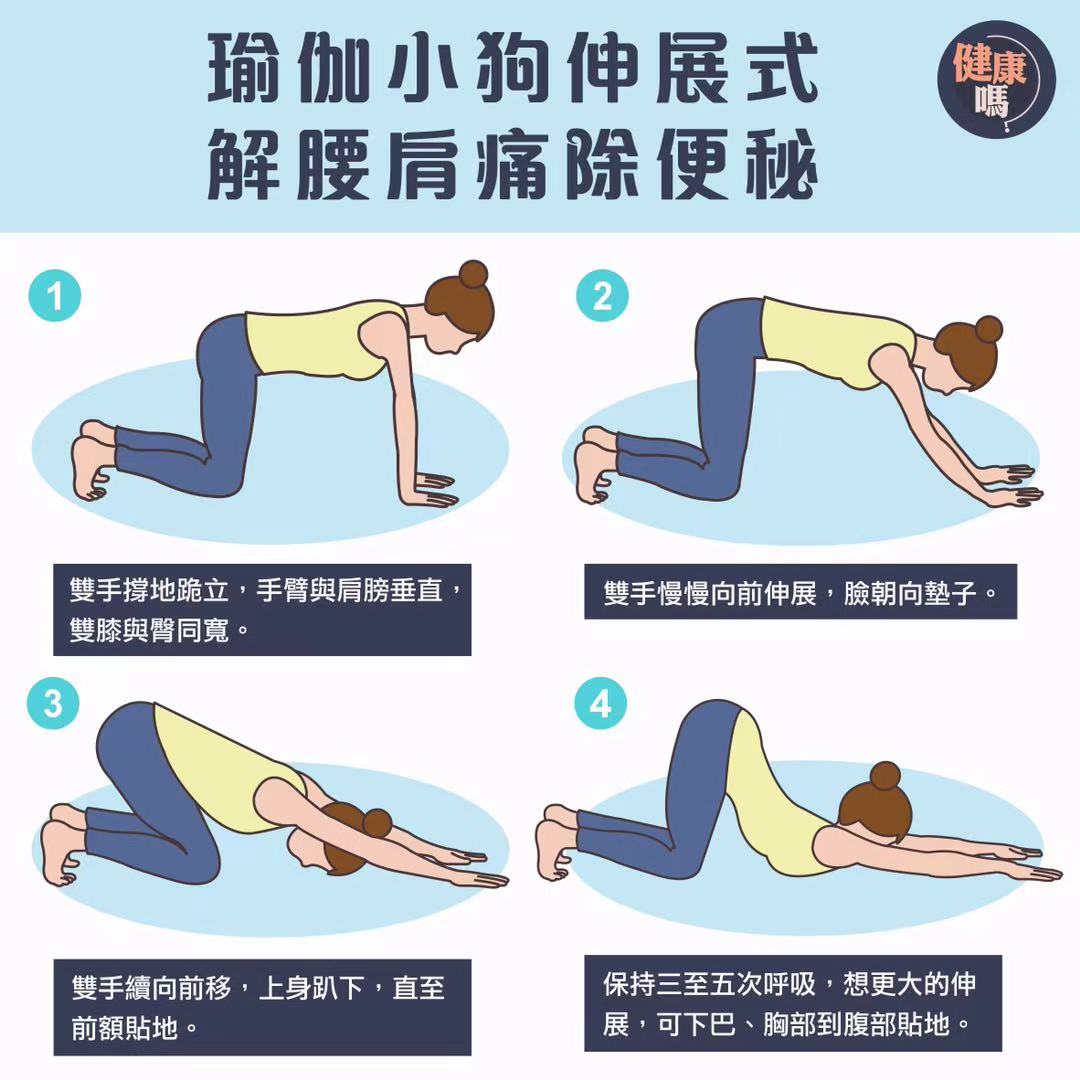 瑜伽小狗伸展式
解腰肩痛除便秘
健康
嗎
1
2
雙手撐地跪立，手臂與肩膀垂直，
雙膝與臀同寬。
雙手慢慢向前伸展，臉朝向墊子。
3
4
雙手續向前移，上身趴下，直至
前額貼地。
保持三至五次呼吸，想更大的伸
展，可下巴、胸部到腹部貼地。